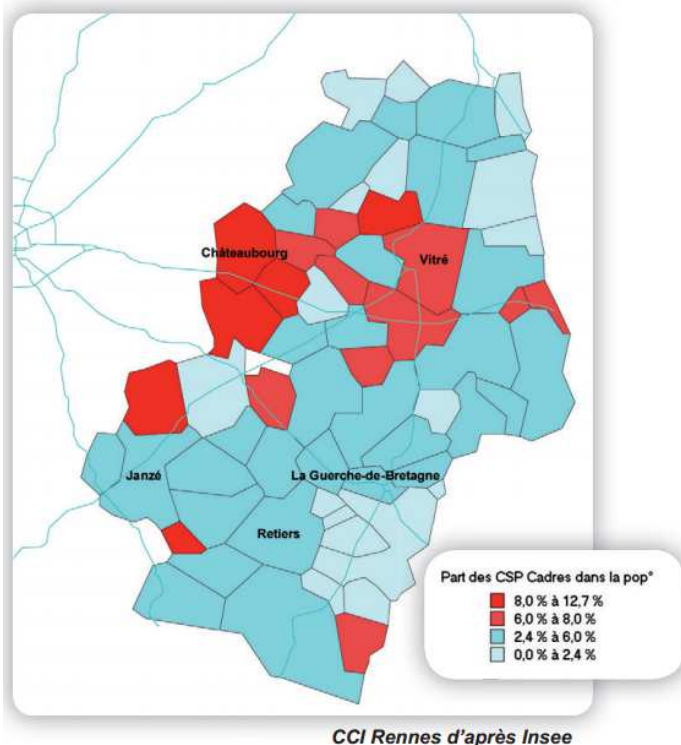 Châteaubourg
Vitré
Janzé
La Guerche-de-Bretagne
Retiers
Part des CSP Cadres dans la pop°
8,0 % à 12,7 %
6,0 % à 8,0 %
2,4 % à 6,0 %
0,0 % à 2,4 %
CCI Rennes d'après Insee